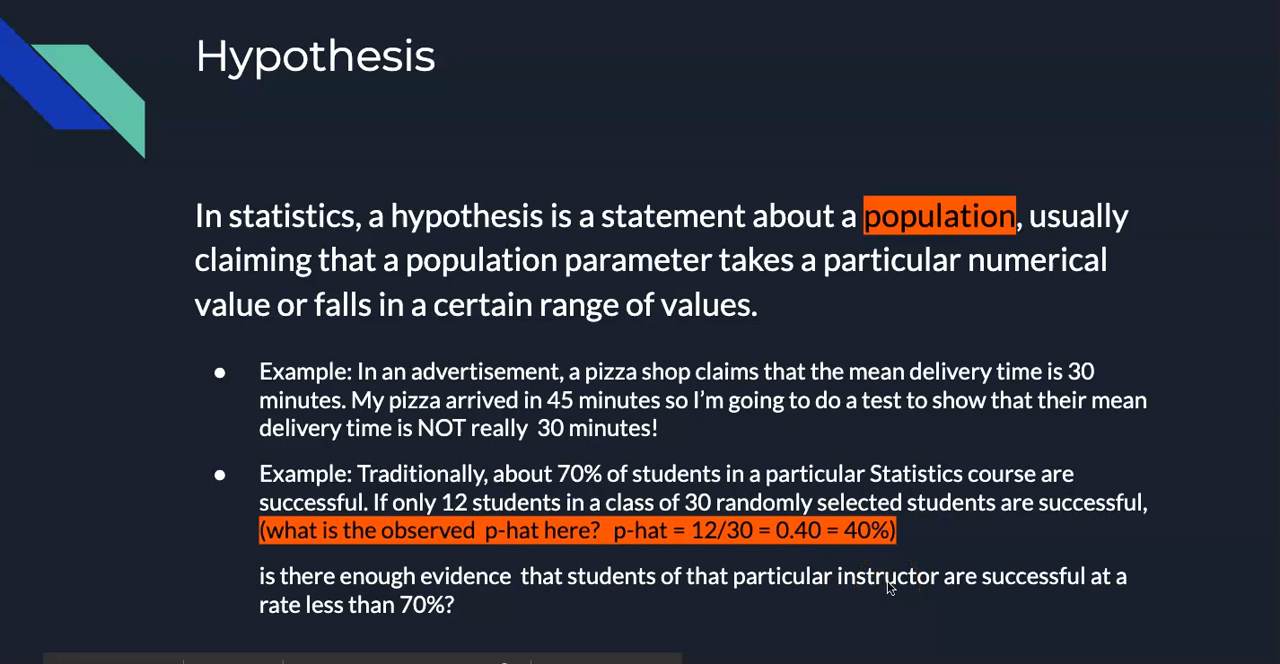 Hypothesis
In statistics, a hypothesis is a statement about a population, usually
claiming that a population parameter takes a particular numerical
value or falls in a certain range of values.
● Example: In an advertisement, a pizza shop claims that the mean delivery time is 30
minutes. My pizza arrived in 45 minutes so I’m going to do a test to show that their mean
delivery time is NOT really 30 minutes!
● Example: Traditionally, about 70% of students in a particular Statistics course are
successful. If only 12 students in a class of 30 randomly selected students are successful,
(what is the observed p-hat here? p-hat = 12/30 = 0.40 = 40%)
is there enough evidence that students of that particular instructor are successful at a
rate less than 70%?